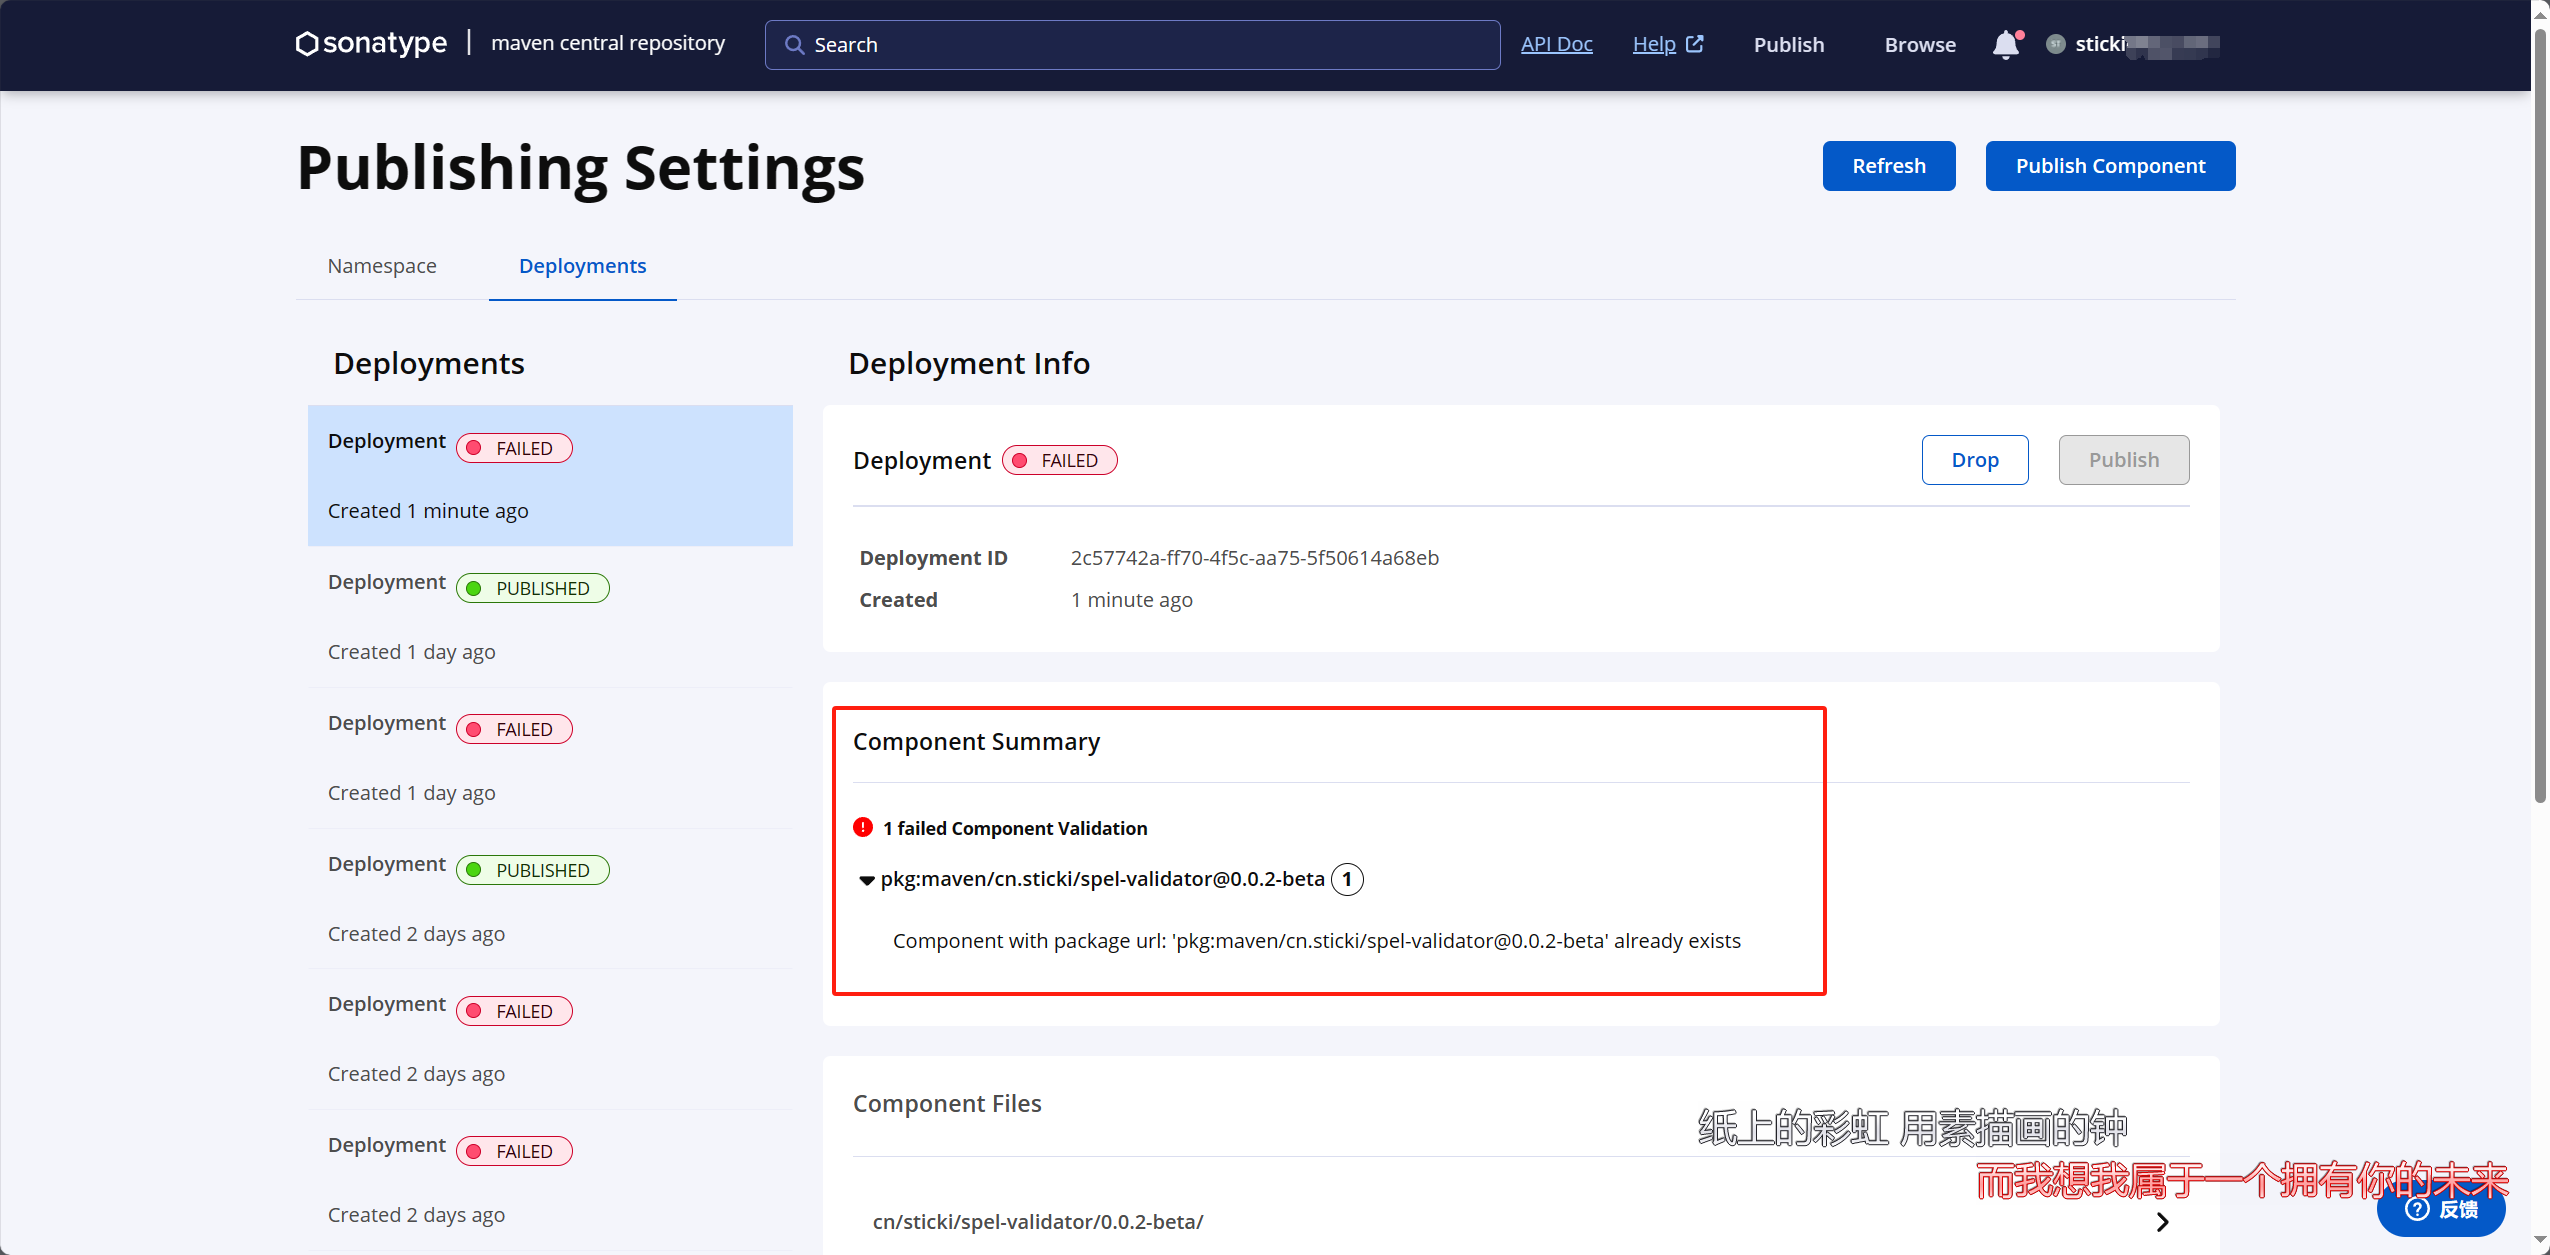 sonatype | maven central repository
Search
API Doc
Help
Publish
Browse
ST
sticki
Publishing Settings
Refresh
Publish Component
Namespace
Deployments
Deployments
Deployment FAILED
Created 1 minute ago
Deployment PUBLISHED
Created 1 day ago
Deployment FAILED
Created 1 day ago
Deployment PUBLISHED
Created 2 days ago
Deployment FAILED
Created 2 days ago
Deployment FAILED
Created 2 days ago
Deployment Info
Deployment FAILED
Drop
Publish
Deployment ID 2c57742a-ff70-4f5c-aa75-5f50614a68eb
Created 1 minute ago
Component Summary
1 failed Component Validation
pkg:maven/cn.sticki/spel-validator@0.0.2-beta 1
Component with package url: 'pkg:maven/cn.sticki/spel-validator@0.0.2-beta' already exists
Component Files
cn/sticki/spel-validator/0.0.2-beta/
纸上的彩虹 用素描画的钟
而我想我属于一个拥有你的未来
反馈